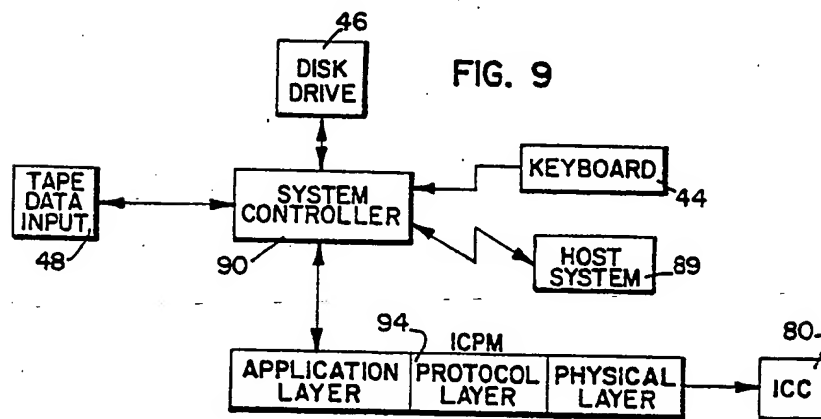 46
DISK
DRIVE
FIG. 9
KEYBOARD
44
TAPE
DATA
INPUT
48
SYSTEM
CONTROLLER
90
HOST
SYSTEM
89
94
ICPM
80
APPLICATION
LAYER
PROTOCOL
LAYER
PHYSICAL
LAYER
ICC